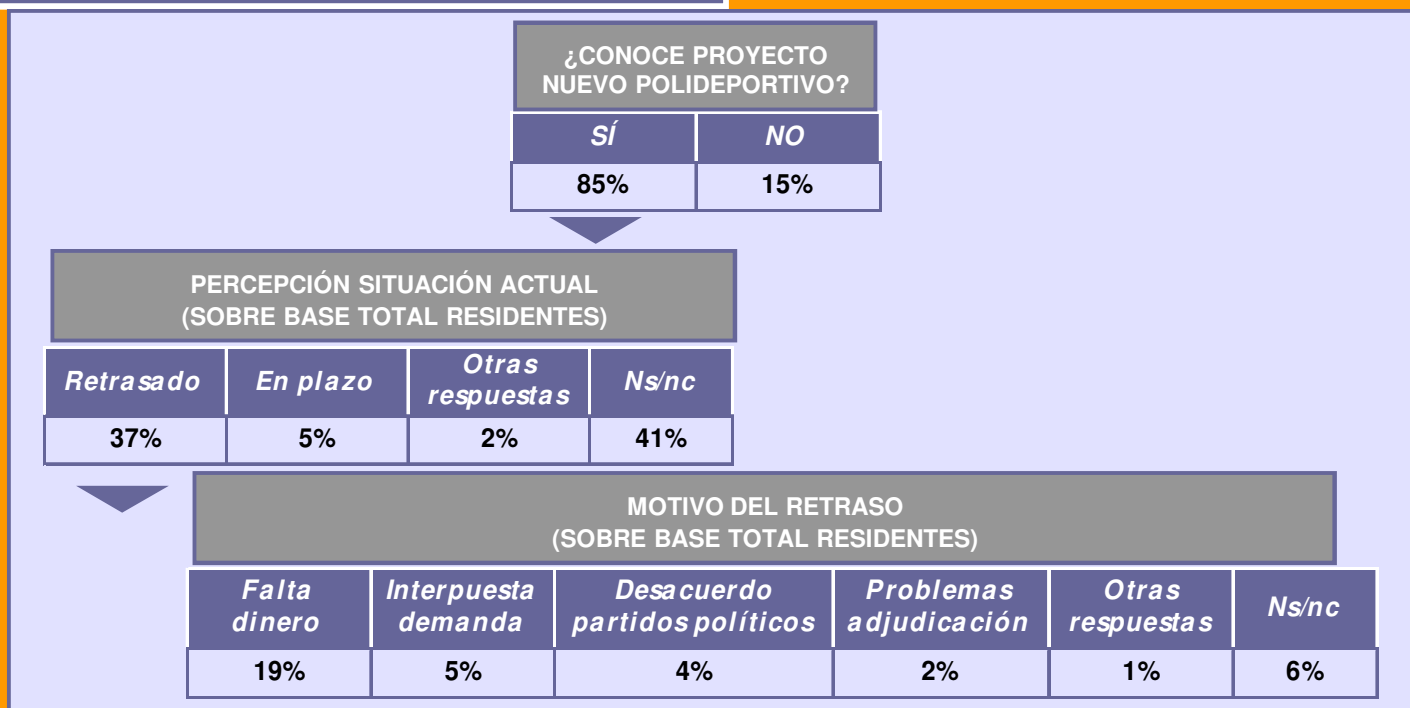 ¿CONOCE PROYECTO
NUEVO POLIDEPORTIVO?
SÍ NO
85% 15%
PERCEPCIÓN SITUACIÓN ACTUAL
(SOBRE BASE TOTAL RESIDENTES)
Retrasado En plazo Otras respuestas Ns/nc
37% 5% 2% 41%
MOTIVO DEL RETRASO
(SOBRE BASE TOTAL RESIDENTES)
Falta dinero Interpuesta demanda Desacuerdo partidos políticos Problemas adjudicación Otras respuestas Ns/nc
19% 5% 4% 2% 1% 6%